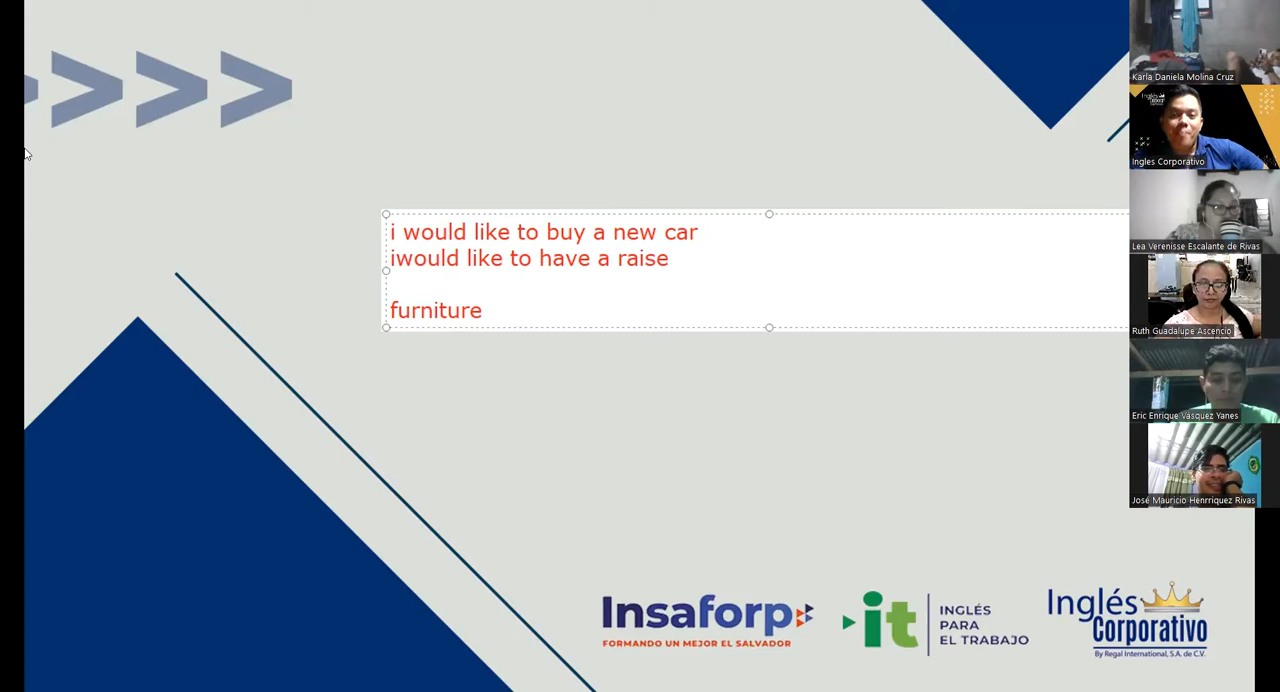 i would like to buy a new car
iwould like to have a raise
furniture
Karla Daniela Molina Cruz
Ingles Corporativo
Lea Verenisse Escalante de Rivas
Ruth Guadalupe Ascencio
Eric Enrique Vásquez Yanes
José Mauricio Henrriquez Rivas
Insaforp
FORMANDO UN MEJOR EL SALVADOR
it
INGLÉS
PARA
EL TRABAJO
Inglés
Corporativo
By Regal International, S.A. de C.V.